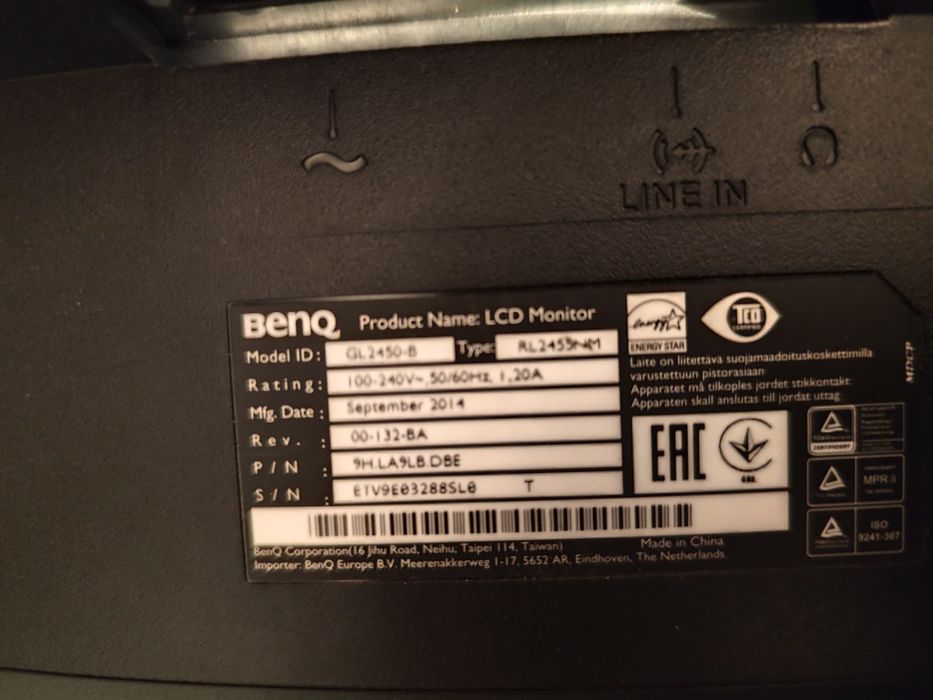 LINE IN
BenQ Product Name: LCD Monitor
Model ID: GL2450-B Type: RL2455NM
Rating: 100-240V~,50/60Hz, 1,20A
Mfg. Date : September 2014
Rev. : 00-132-BA
P/N : 9H.LA9LB.DBE
S/N : ETV9E03288SL0 T
BenQ Corporation(16 Jihu Road, Neihu, Taipei 114, Taiwan) Made in China
Importer: BenQ Europe B.V. Meerenakkerweg 1-17, 5652 AR, Eindhoven, The Netherlands
energy
ENERGY STAR
TCO
CERTIFIED
Laite on liitettävä suojamaadoituskoskettimilla
varustettuun pistorasiaan
Apparatet må tilkoples jordet stikkontakt
Apparaten skall anslutas till jordat uttag
EAC
MPR II
ISO
9241-307